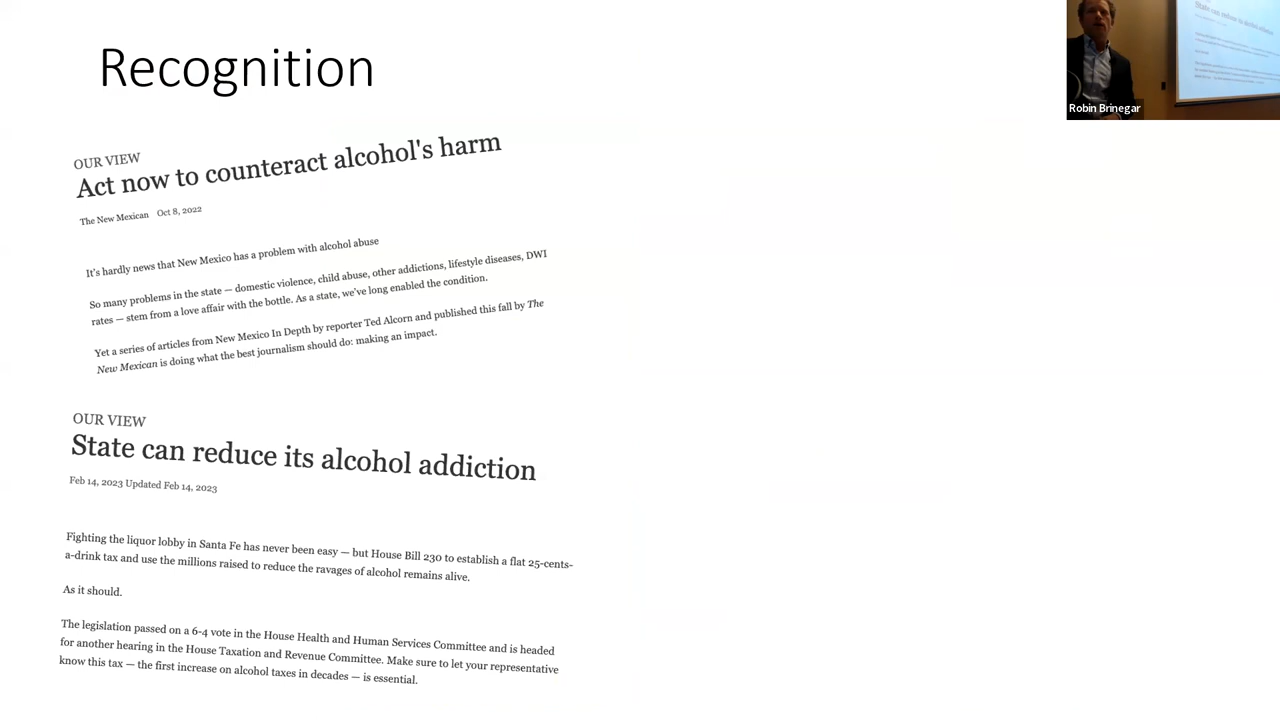 Recognition
OUR VIEW
Act now to counteract alcohol's harm
The New Mexican Oct 8, 2022
It's hardly news that New Mexico has a problem with alcohol abuse
So many problems in the state — domestic violence, child abuse, other addictions, lifestyle diseases, DWI
rates — stem from a love affair with the bottle. As a state, we've long enabled the condition.
Yet a series of articles from New Mexico In Depth by reporter Ted Alcorn and published this fall by The
New Mexican is doing what the best journalism should do: making an impact.
OUR VIEW
State can reduce its alcohol addiction
Feb 14, 2023 Updated Feb 14, 2023
Fighting the liquor lobby in Santa Fe has never been easy — but House Bill 230 to establish a flat 25-cents-
a-drink tax and use the millions raised to reduce the ravages of alcohol remains alive.
As it should.
The legislation passed on a 6-4 vote in the House Health and Human Services Committee and is headed
for another hearing in the House Taxation and Revenue Committee. Make sure to let your representative
know this tax — the first increase on alcohol taxes in decades — is essential.
Robin Brinegar